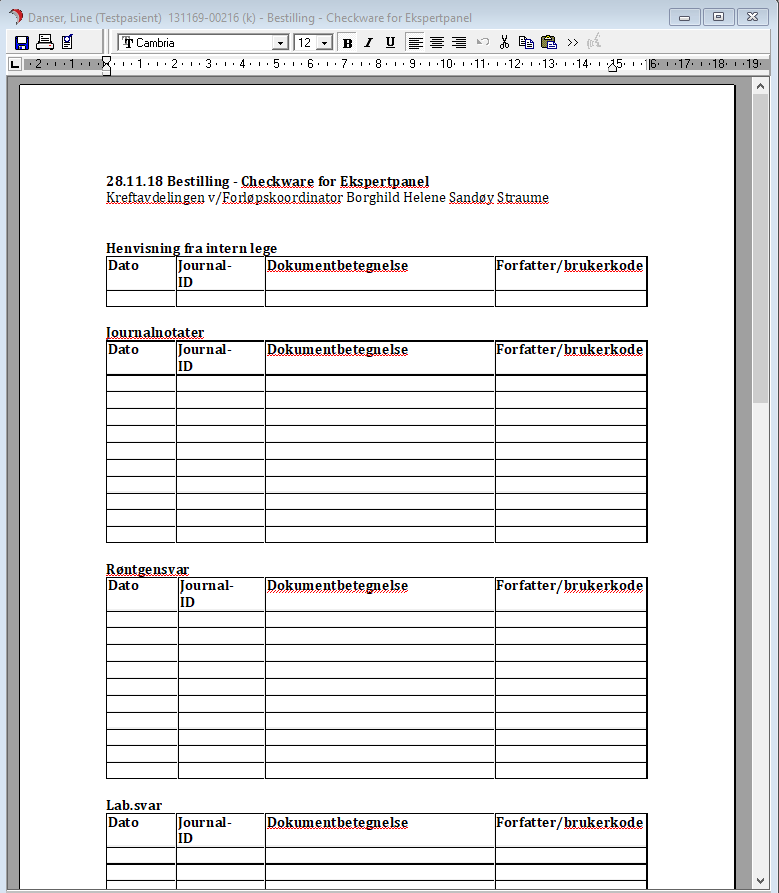 Danser, Line (Testpasient) 131169-00216 (k) - Bestilling - Checkware for Ekspertpanel
Cambria 12 B I U
2 1 1 2 3 4 5 6 7 8 9 10 11 12 13 14 15 16 17 18 19
28.11.18 Bestilling - Checkware for Ekspertpanel
Kreftavdelingen v/Forløpskoordinator Borghild Helene Sandøy Straume
Henvisning fra intern lege
Dato Journal-ID Dokumentbetegnelse Forfatter/brukerkode
Journalnotater
Dato Journal-ID Dokumentbetegnelse Forfatter/brukerkode
Røntgensvar
Dato Journal-ID Dokumentbetegnelse Forfatter/brukerkode
Lab.svar
Dato Journal-ID Dokumentbetegnelse Forfatter/brukerkode